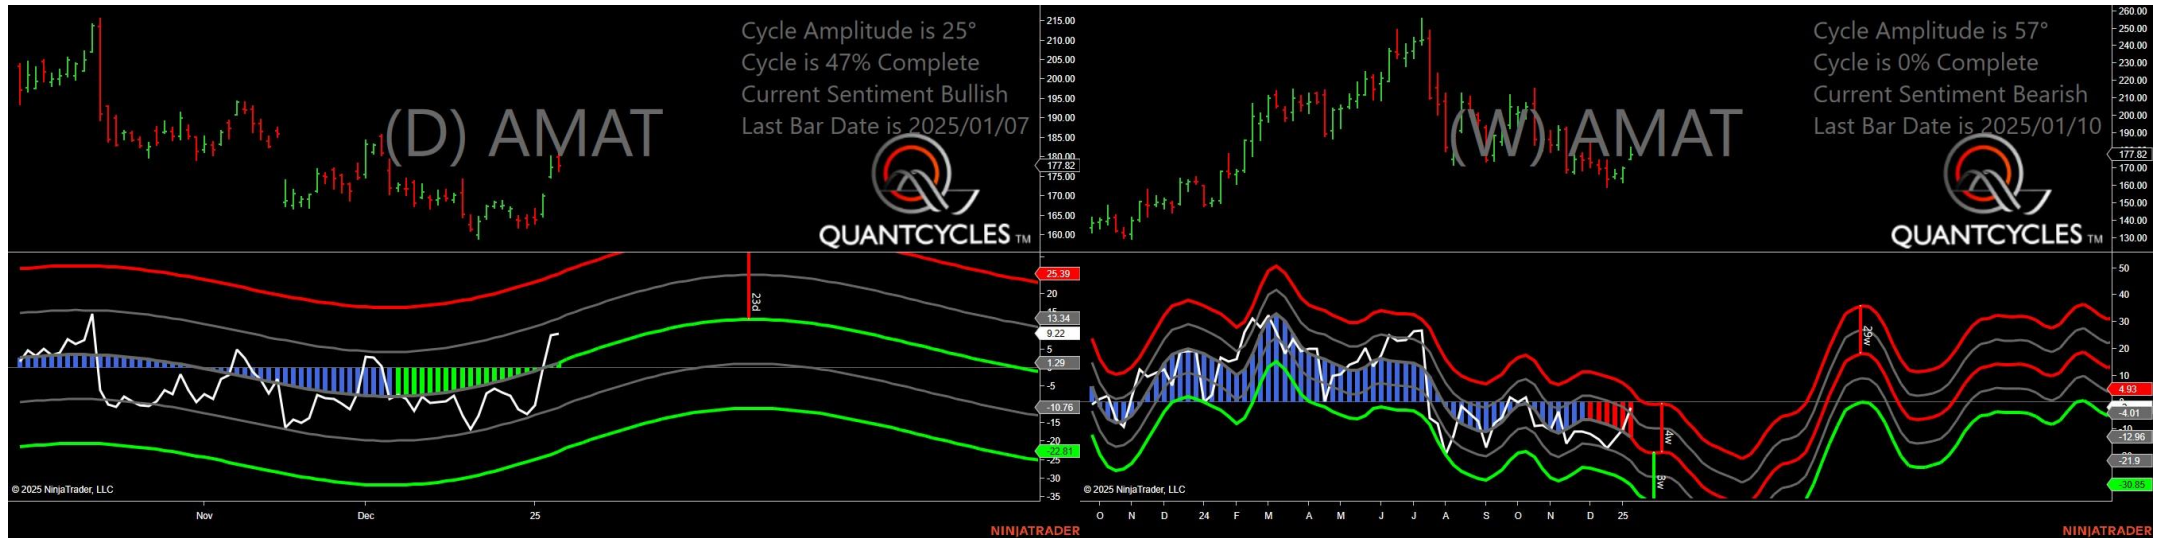 Cycle Amplitude is 25°
Cycle is 47% Complete
Current Sentiment Bullish
Last Bar Date is 2025/01/07
(D) AMAT
QUANTCYCLES TM
215.00
210.00
205.00
200.00
195.00
190.00
185.00
180.00
177.82
175.00
170.00
165.00
160.00
25.39
20
13.34
9.22
5
1.29
-5
-10.76
-15
-20
-22.81
-25
-30
-35
23d
© 2025 NinjaTrader, LLC
Nov
Dec
25
NINJATRADER
Cycle Amplitude is 57°
Cycle is 0% Complete
Current Sentiment Bearish
Last Bar Date is 2025/01/10
(W) AMAT
QUANTCYCLES TM
260.00
250.00
240.00
230.00
220.00
210.00
200.00
190.00
177.82
170.00
160.00
150.00
140.00
130.00
50
40
30
20
10
4.93
-4.01
-12.96
-21.9
-30.85
29w
4w
© 2025 NinjaTrader, LLC
O
N
D
24
F
M
A
M
J
J
A
S
O
N
D
25
NINJATRADER